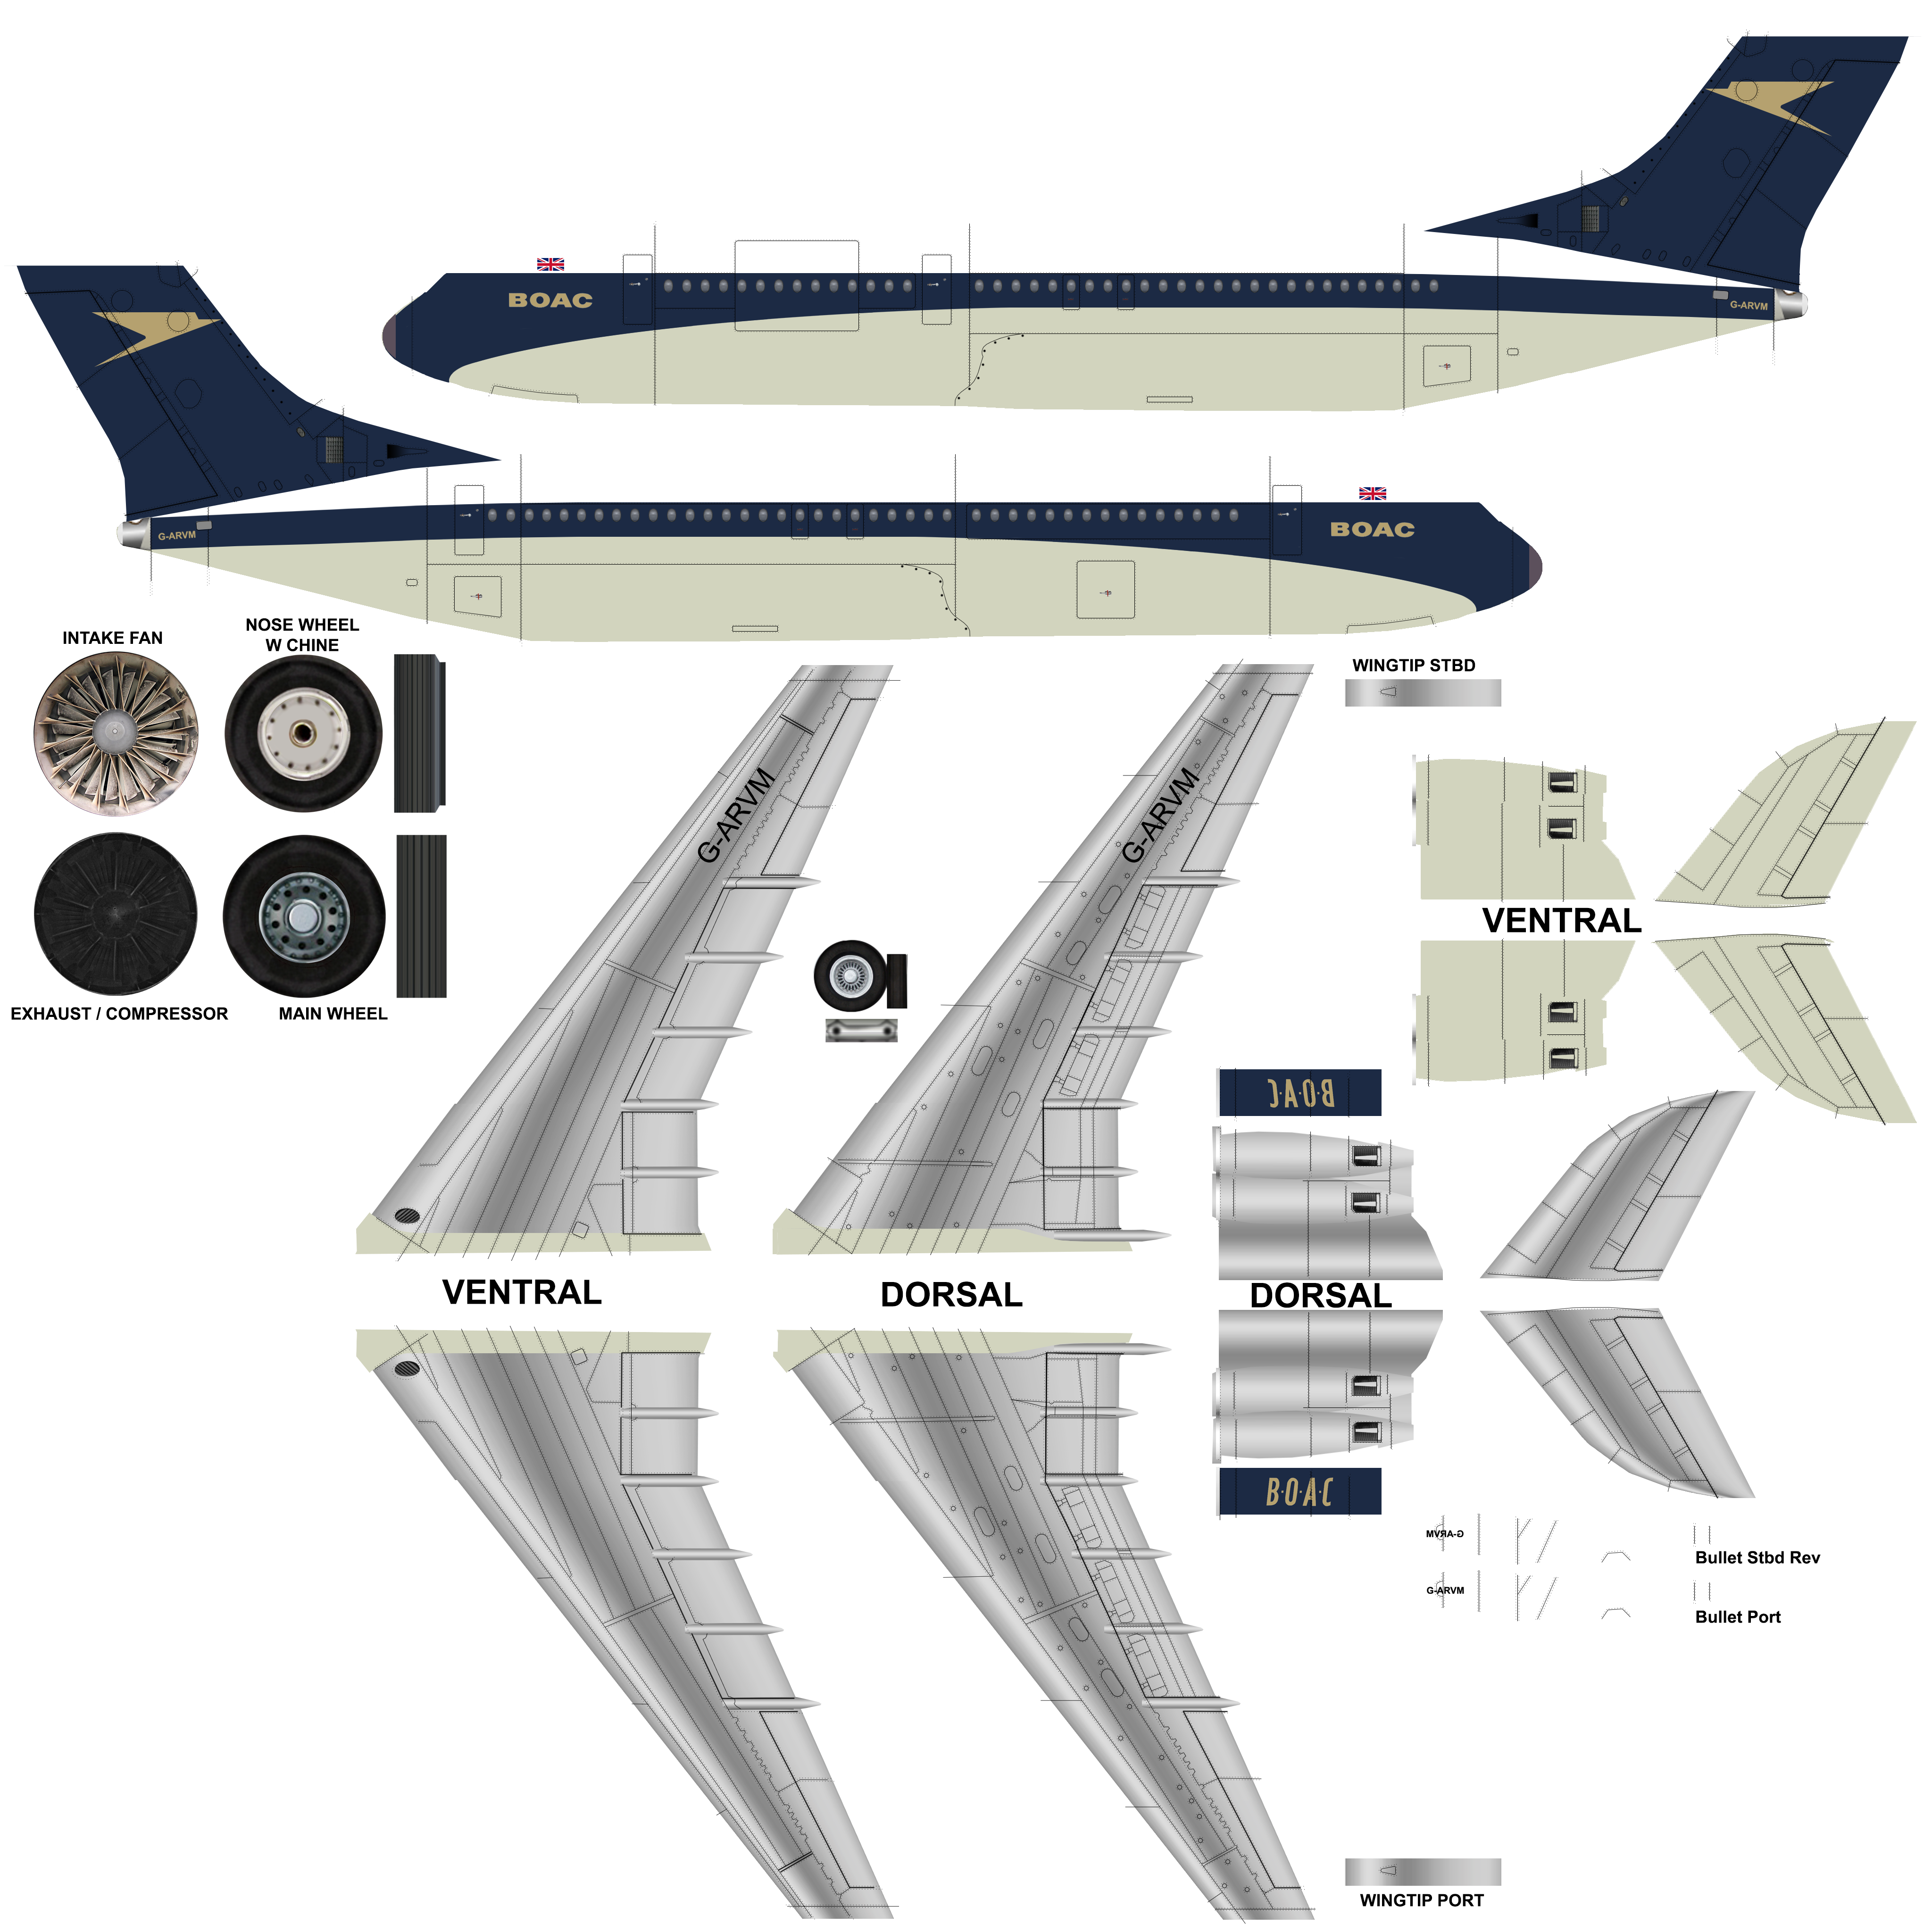 BOAC
G-ARVM
BOAC
G-ARVM
INTAKE FAN
NOSE WHEEL
W CHINE
WINGTIP STBD
G-ARVM
G-ARVM
VENTRAL
EXHAUST / COMPRESSOR
MAIN WHEEL
B·O·A·C
VENTRAL
DORSAL
DORSAL
B·O·A·C
G-ARVM
Bullet Stbd Rev
G-ARVM
Bullet Port
WINGTIP PORT